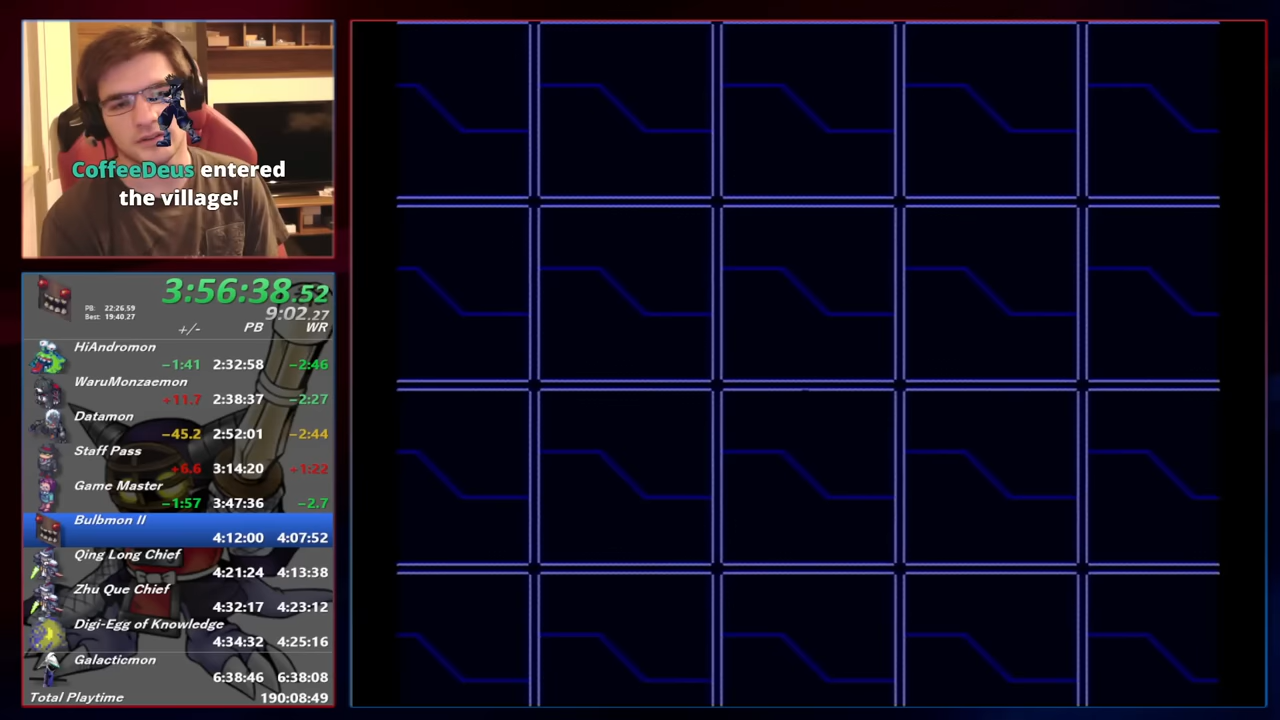 CoffeeDeus entered
the village!
3:56:38.52
PB: 22:26.59
Best: 19:40.27
9:02.27
+/- PB WR
HiAndromon
−1:41 2:32:58 −2:46
WaruMonzaemon
+11.7 2:38:37 −2:27
Datamon
−45.2 2:52:01 −2:44
Staff Pass
+6.6 3:14:20 +1:22
Game Master
−1:57 3:47:36 −2.7
Bulbmon II
4:12:00 4:07:52
Qing Long Chief
4:21:24 4:13:38
Zhu Que Chief
4:32:17 4:23:12
Digi-Egg of Knowledge
4:34:32 4:25:16
Galacticmon
6:38:46 6:38:08
Total Playtime 190:08:49